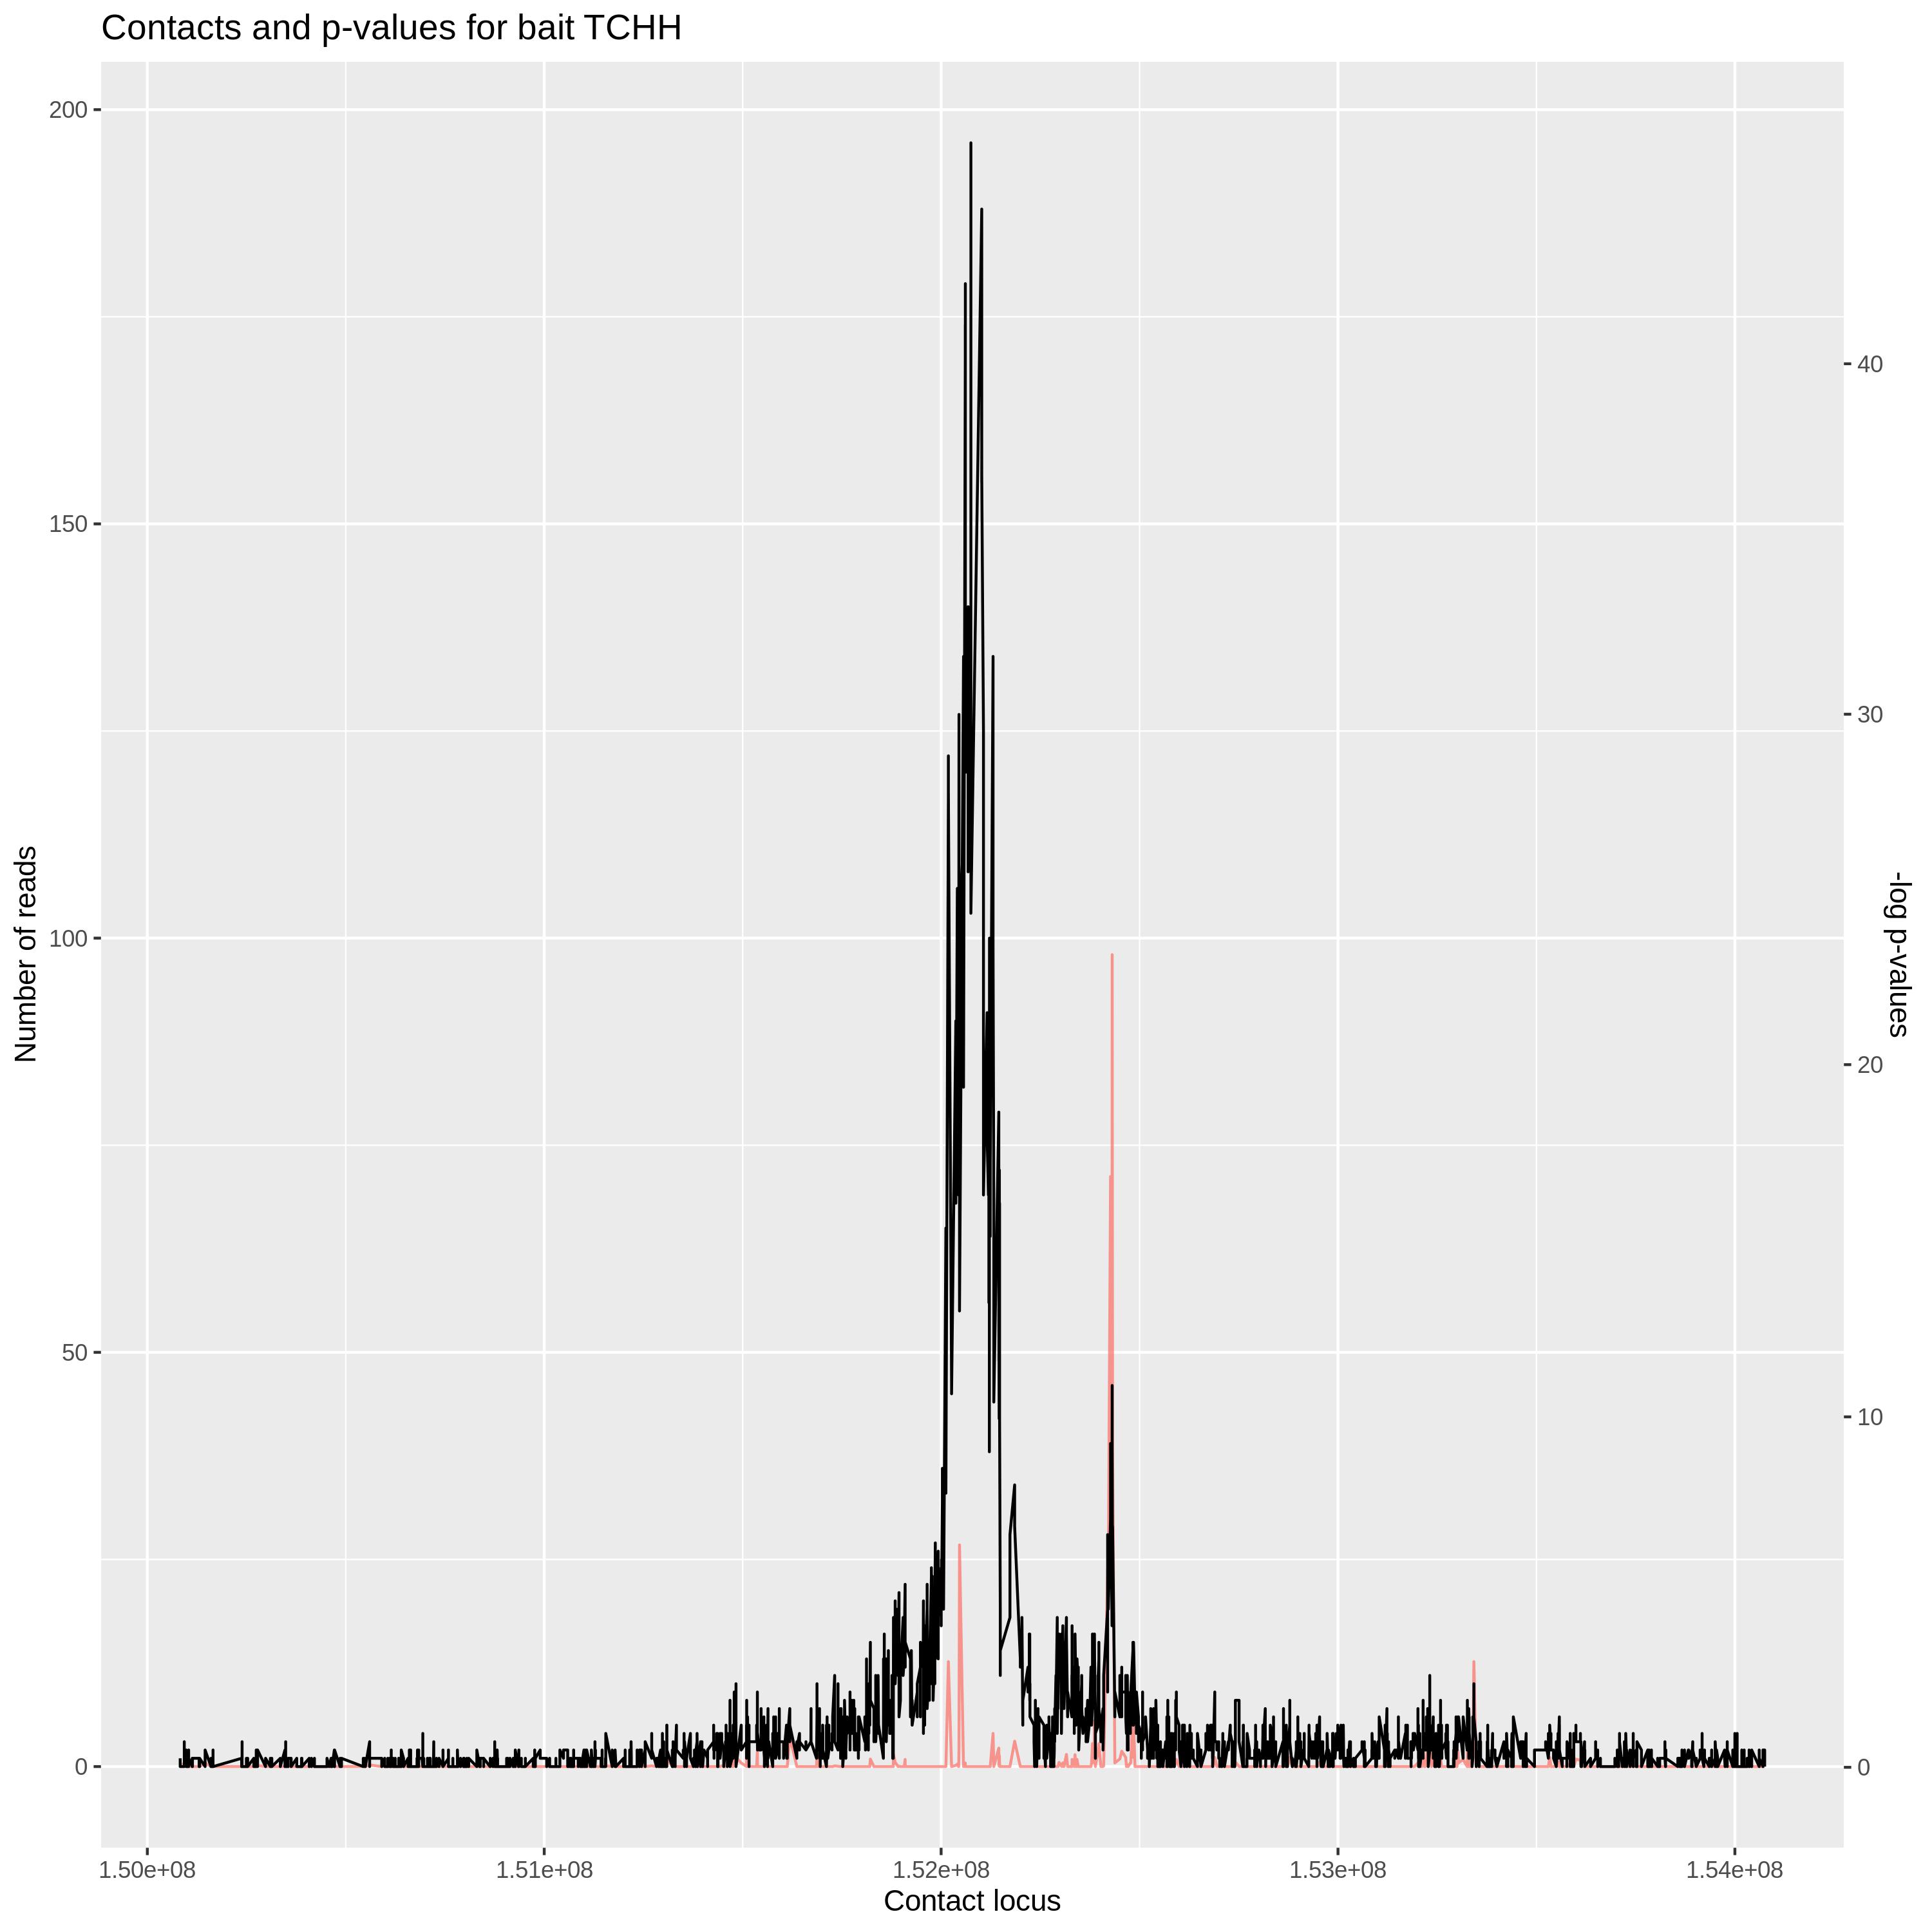 Contacts and p-values for bait TCHH
200
150
100
50
0
Number of reads
40
30
20
10
0
-log p-values
1.50e+08
1.51e+08
1.52e+08
1.53e+08
1.54e+08
Contact locus